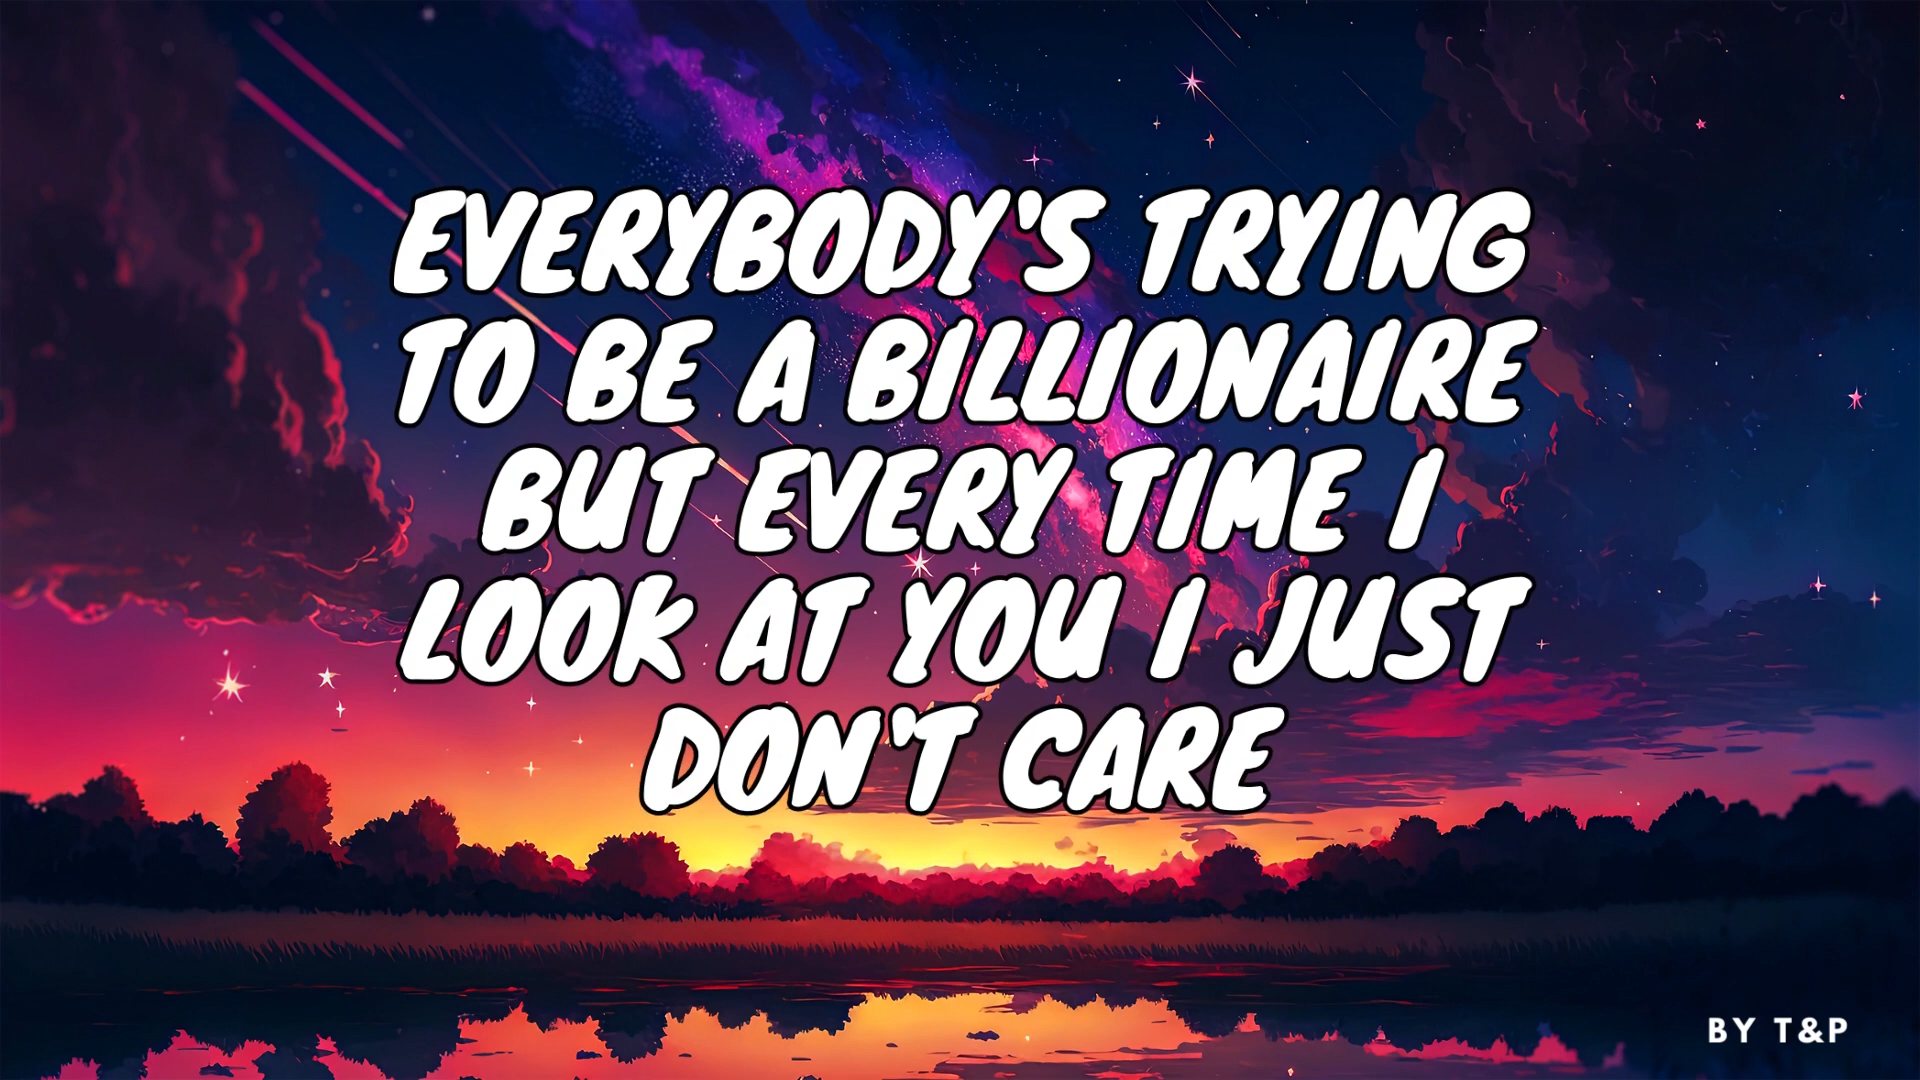 EVERYBODY'S TRYING
TO BE A BILLIONAIRE
BUT EVERY TIME I
LOOK AT YOU I JUST
DON'T CARE
BY T&P